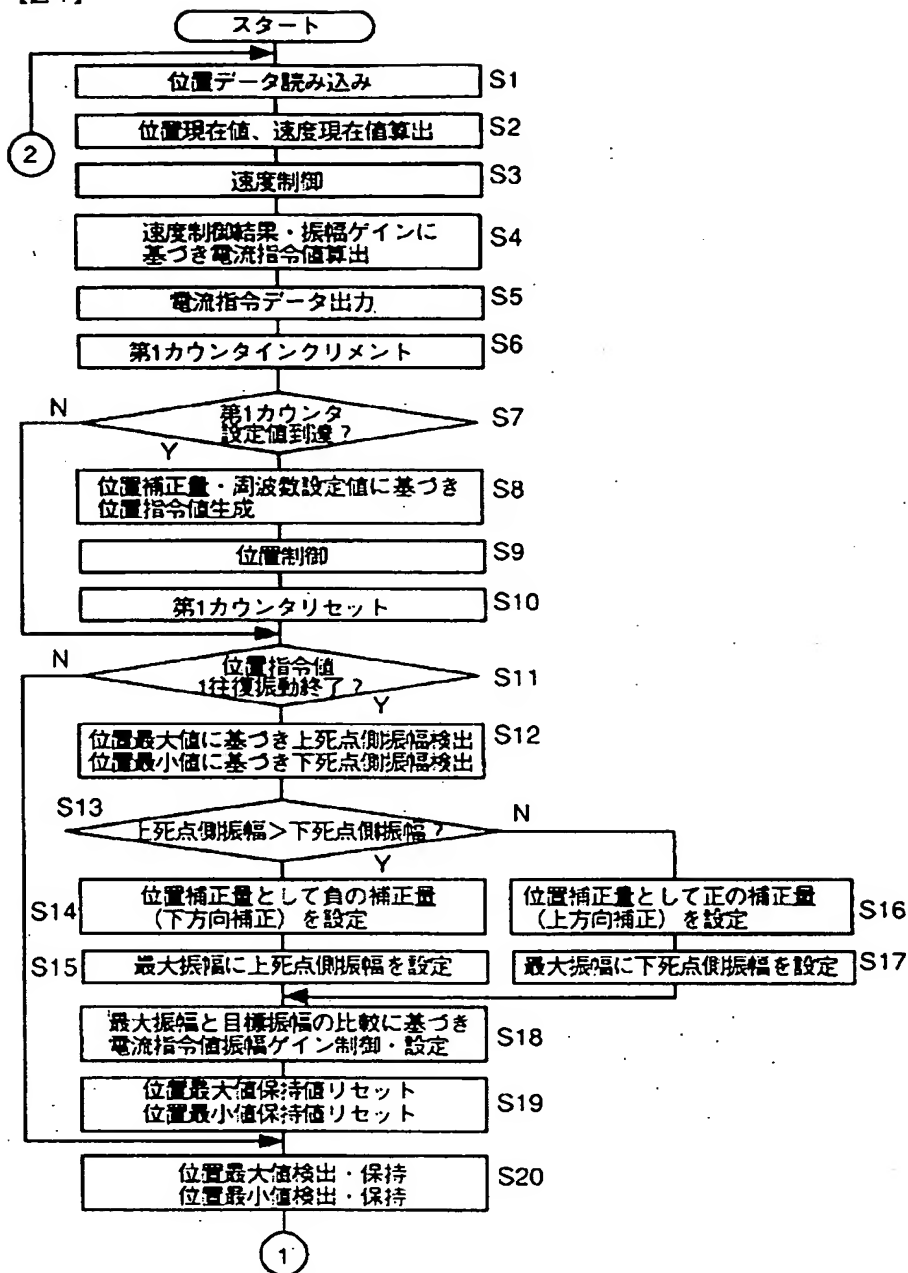 スタート
位置データ読み込み
S1
位置現在値、速度現在値算出
S2
2
速度制御
S3
速度制御結果・振幅ゲインに
基づき電流指令値算出
S4
電流指令データ出力
S5
第1カウンタインクリメント
S6
N
第1カウンタ
設定値到達?
S7
Y
位置補正量・周波数設定値に基づき
位置指令値生成
S8
位置制御
S9
第1カウンタリセット
S10
N
位置指令値
1往復振動終了?
S11
Y
位置最大値に基づき上死点側振幅検出
位置最小値に基づき下死点側振幅検出
S12
S13
上死点側振幅>下死点側振幅?
N
Y
S14
位置補正量として負の補正量
(下方向補正)を設定
位置補正量として正の補正量
(上方向補正)を設定
S16
S15
最大振幅に上死点側振幅を設定
最大振幅に下死点側振幅を設定
S17
最大振幅と目標振幅の比較に基づき
電流指令値振幅ゲイン制御・設定
S18
位置最大値保持値リセット
位置最小値保持値リセット
S19
位置最大値検出・保持
位置最小値検出・保持
S20
1